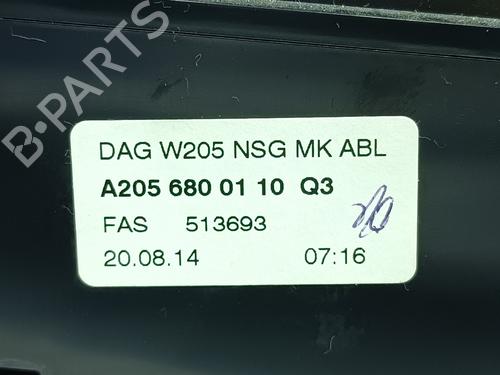 B-PARTS
DAG W205 NSG MK ABL
A205 680 01 10 Q3
FAS 513693
20.08.14 07:16